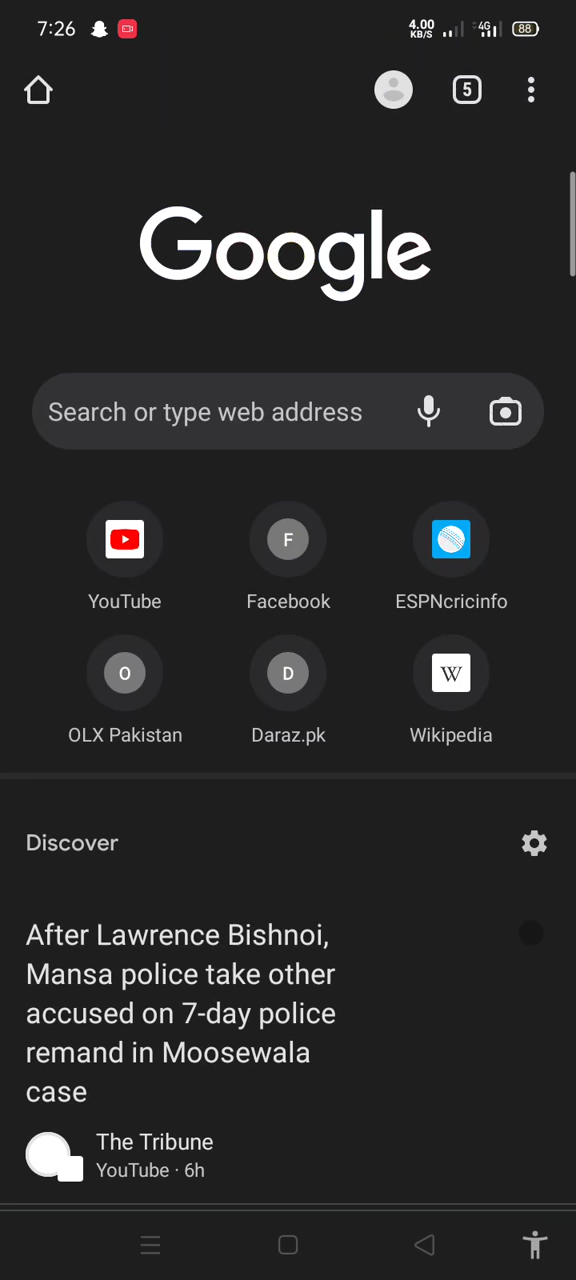 7:26 4.00 KB/S 4G 88
5
Google
Search or type web address
F
YouTube Facebook ESPNcricinfo
O D W
OLX Pakistan Daraz.pk Wikipedia
Discover
After Lawrence Bishnoi,
Mansa police take other
accused on 7-day police
remand in Moosewala
case
The Tribune
YouTube · 6h